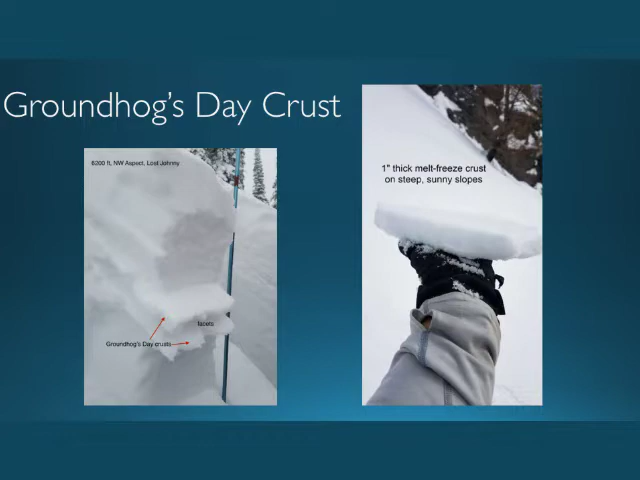 Groundhog's Day Crust
6300 ft, NW Aspect, Lost Johnny
facets
Groundhog's Day crusts
1" thick melt-freeze crust
on steep, sunny slopes